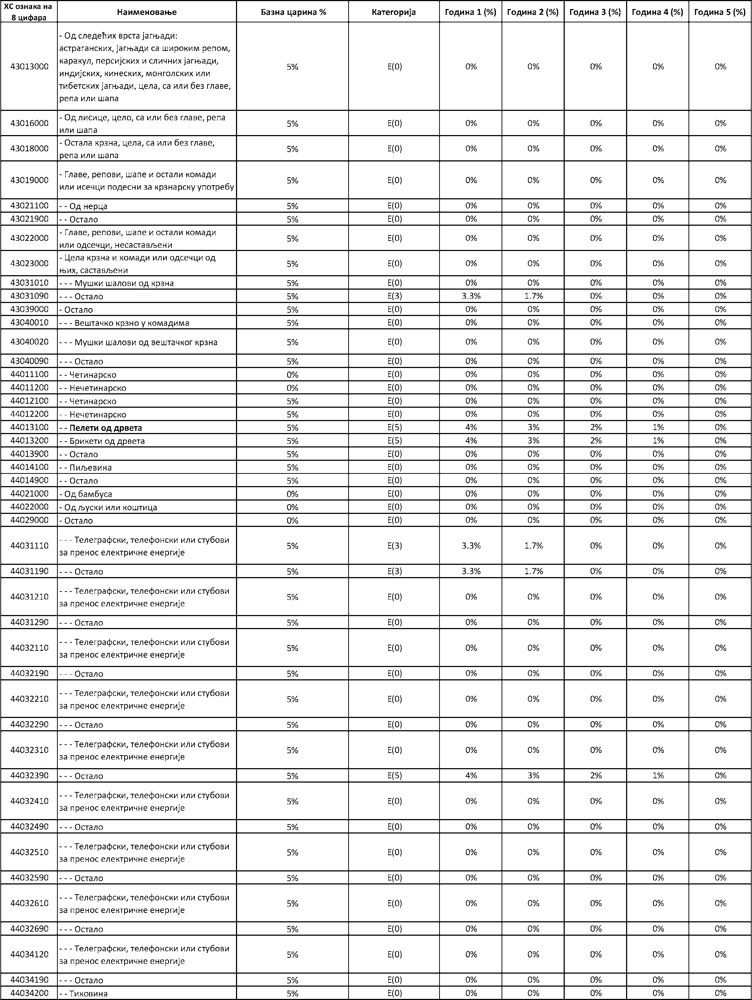 ХС ознака на 8 цифара Наименовање Базна царина % Категорија Година 1 (%) Година 2 (%) Година 3 (%) Година 4 (%) Година 5 (%)
43013000 - Од следећих врста јагњади: астраганских, јагњади са широким репом, каракул, персијских и сличних јагњади, индијских, кинеских, монголских или тибетских јагњади, цела, са или без главе, репа или шапа 5% E(0) 0% 0% 0% 0% 0%
43016000 - Од лисице, цело, са или без главе, репа или шапа 5% E(0) 0% 0% 0% 0% 0%
43018000 - Остала крзна, цела, са или без главе, репа или шапа 5% E(0) 0% 0% 0% 0% 0%
43019000 - Главе, репови, шапе и остали комади или исечци подесни за крзнарску употребу 5% E(0) 0% 0% 0% 0% 0%
43021100 - - Од нерца 5% E(0) 0% 0% 0% 0% 0%
43021900 - - Остало 5% E(0) 0% 0% 0% 0% 0%
43022000 - Главе, репови, шапе и остали комади или одсечци, несастављени 5% E(0) 0% 0% 0% 0% 0%
43023000 - Цела крзна и комади или одсечци од њих, састављени 5% E(0) 0% 0% 0% 0% 0%
43031010 - - - Мушки шалови од крзна 5% E(0) 0% 0% 0% 0% 0%
43031090 - - - Остало 5% E(3) 3.3% 1.7% 0% 0% 0%
43039000 - Остало 5% E(0) 0% 0% 0% 0% 0%
43040010 - - - Вештачко крзно у комадима 5% E(0) 0% 0% 0% 0% 0%
43040020 - - - Мушки шалови од вештачког крзна 5% E(0) 0% 0% 0% 0% 0%
43040090 - - - Остало 5% E(0) 0% 0% 0% 0% 0%
44011100 - - Четинарско 0% E(0) 0% 0% 0% 0% 0%
44011200 - - Нечетинарско 0% E(0) 0% 0% 0% 0% 0%
44012100 - - Четинарско 5% E(0) 0% 0% 0% 0% 0%
44012200 - - Нечетинарско 5% E(0) 0% 0% 0% 0% 0%
44013100 - - Пелети од дрвета 5% E(5) 4% 3% 2% 1% 0%
44013200 - - Брикети од дрвета 5% E(5) 4% 3% 2% 1% 0%
44013900 - - Остало 5% E(0) 0% 0% 0% 0% 0%
44014100 - - Пиљевина 5% E(0) 0% 0% 0% 0% 0%
44014900 - - Остало 5% E(0) 0% 0% 0% 0% 0%
44021000 - Од бамбуса 0% E(0) 0% 0% 0% 0% 0%
44022000 - Од љуски или коштица 0% E(0) 0% 0% 0% 0% 0%
44029000 - Остало 0% E(0) 0% 0% 0% 0% 0%
44031110 - - - Телеграфски, телефонски или стубови за пренос електричне енергије 5% E(3) 3.3% 1.7% 0% 0% 0%
44031190 - - - Остало 5% E(3) 3.3% 1.7% 0% 0% 0%
44031210 - - - Телеграфски, телефонски или стубови за пренос електричне енергије 5% E(0) 0% 0% 0% 0% 0%
44031290 - - - Остало 5% E(0) 0% 0% 0% 0% 0%
44032110 - - - Телеграфски, телефонски или стубови за пренос електричне енергије 5% E(0) 0% 0% 0% 0% 0%
44032190 - - - Остало 5% E(0) 0% 0% 0% 0% 0%
44032210 - - - Телеграфски, телефонски или стубови за пренос електричне енергије 5% E(0) 0% 0% 0% 0% 0%
44032290 - - - Остало 5% E(0) 0% 0% 0% 0% 0%
44032310 - - - Телеграфски, телефонски или стубови за пренос електричне енергије 5% E(0) 0% 0% 0% 0% 0%
44032390 - - - Остало 5% E(5) 4% 3% 2% 1% 0%
44032410 - - - Телеграфски, телефонски или стубови за пренос електричне енергије 5% E(0) 0% 0% 0% 0% 0%
44032490 - - - Остало 5% E(0) 0% 0% 0% 0% 0%
44032510 - - - Телеграфски, телефонски или стубови за пренос електричне енергије 5% E(0) 0% 0% 0% 0% 0%
44032590 - - - Остало 5% E(0) 0% 0% 0% 0% 0%
44032610 - - - Телеграфски, телефонски или стубови за пренос електричне енергије 5% E(0) 0% 0% 0% 0% 0%
44032690 - - - Остало 5% E(0) 0% 0% 0% 0% 0%
44034120 - - - Телеграфски, телефонски или стубови за пренос електричне енергије 5% E(0) 0% 0% 0% 0% 0%
44034190 - - - Остало 5% E(0) 0% 0% 0% 0% 0%
44034200 - - Тиковина 5% E(0) 0% 0% 0% 0% 0%